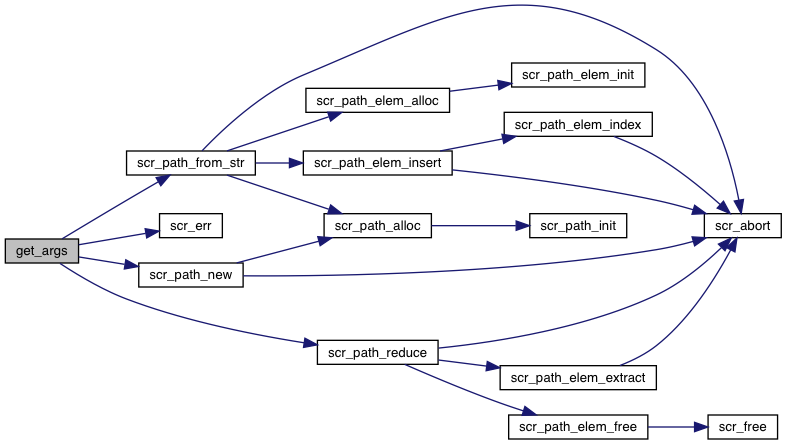 scr_path_elem_init
scr_path_elem_alloc
scr_path_elem_index
scr_path_from_str
scr_path_elem_insert
scr_err
scr_path_alloc
scr_path_init
scr_abort
get_args
scr_path_new
scr_path_reduce
scr_path_elem_extract
scr_path_elem_free
scr_free